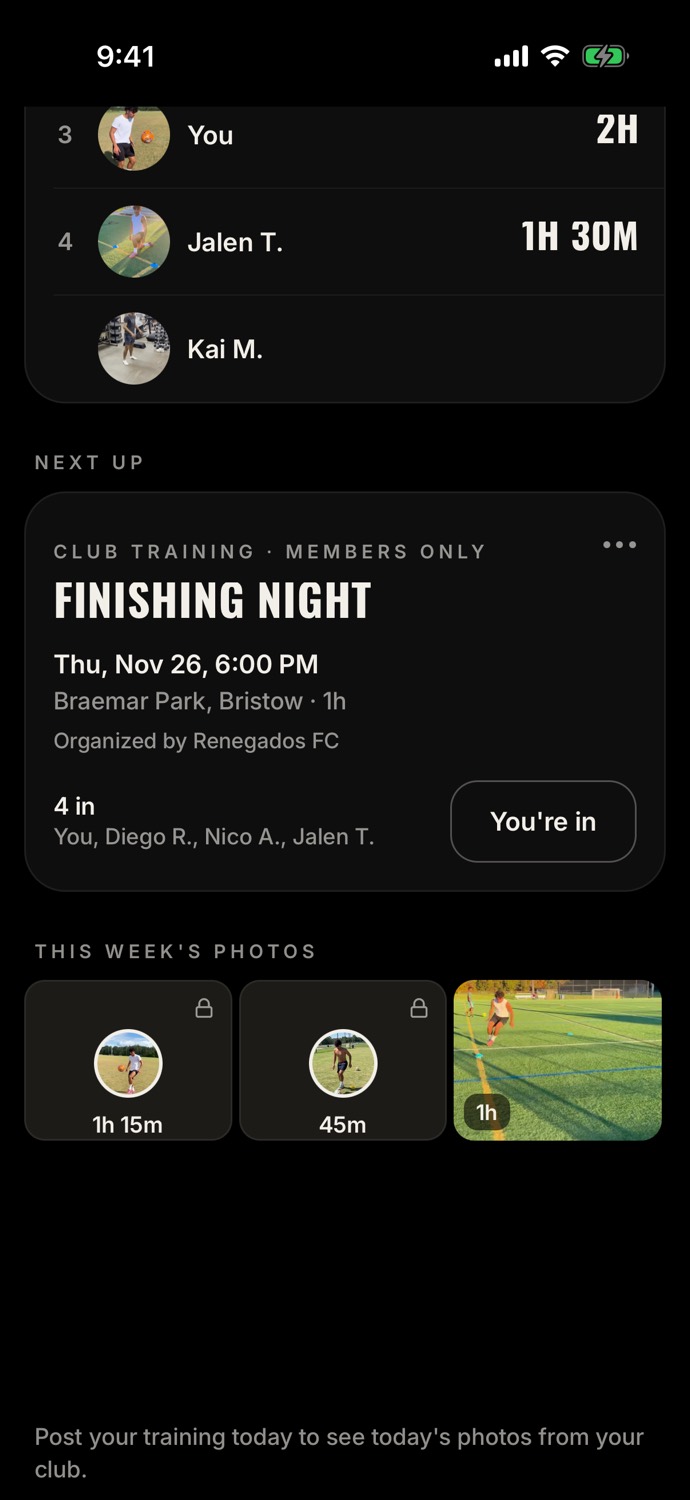 9:41
3 You 2H
4 Jalen T. 1H 30M
Kai M.
NEXT UP
CLUB TRAINING · MEMBERS ONLY
FINISHING NIGHT
Thu, Nov 26, 6:00 PM
Braemar Park, Bristow · 1h
Organized by Renegados FC
4 in
You, Diego R., Nico A., Jalen T.
You're in
THIS WEEK'S PHOTOS
1h 15m
45m
1h
Post your training today to see today's photos from your
club.